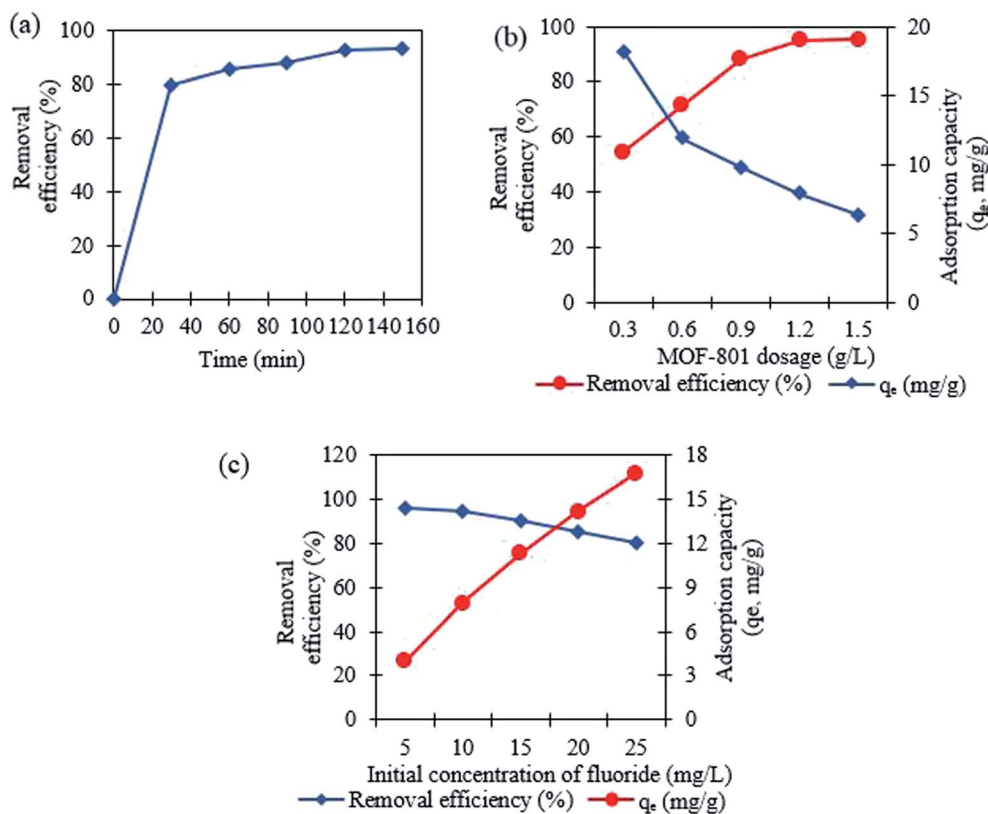 (a)
100
80
60
40
20
0
Removal
efficiency (%)
0 20 40 60 80 100 120 140 160
Time (min)
(b)
100
80
60
40
20
0
Removal
efficiency (%)
20
15
10
5
0
Adsorption capacity
(qₑ, mg/g)
0.3 0.6 0.9 1.2 1.5
MOF-801 dosage (g/L)
Removal efficiency (%) qₑ (mg/g)
(c)
120
100
80
60
40
20
0
Removal
efficiency (%)
18
15
12
9
6
3
0
Adsorption capacity
(qe, mg/g)
5 10 15 20 25
Initial concentration of fluoride (mg/L)
Removal efficiency (%) qₑ (mg/g)